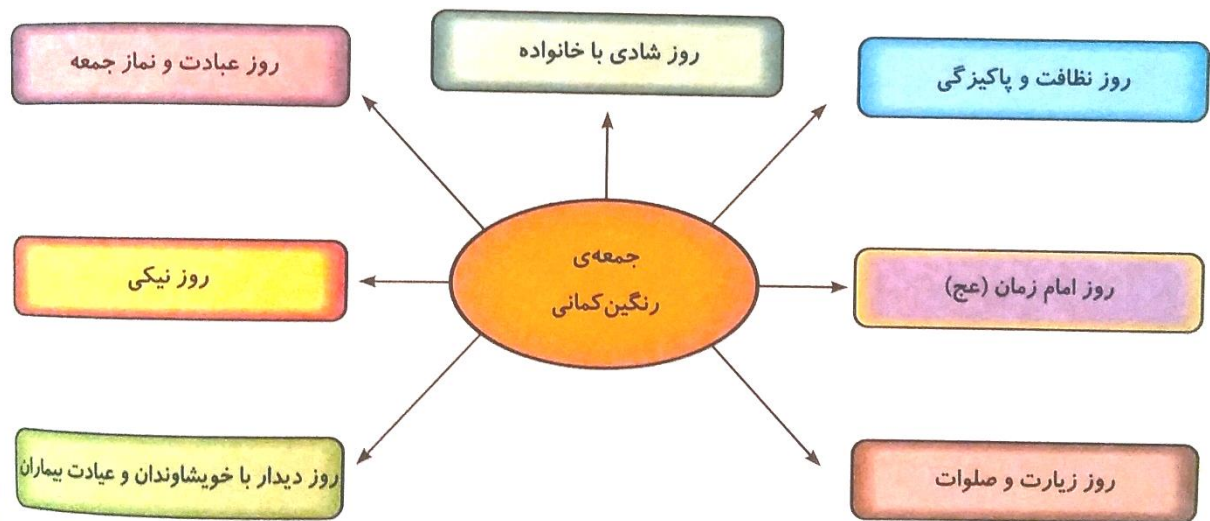 روز نظافت و پاکیزگی
روز شادی با خانواده
روز عبادت و نماز جمعه
جمعه‌ی
رنگین‌کمانی
روز امام زمان (عج)
روز نیکی
روز زیارت و صلوات
روز دیدار با خویشاوندان و عیادت بیماران